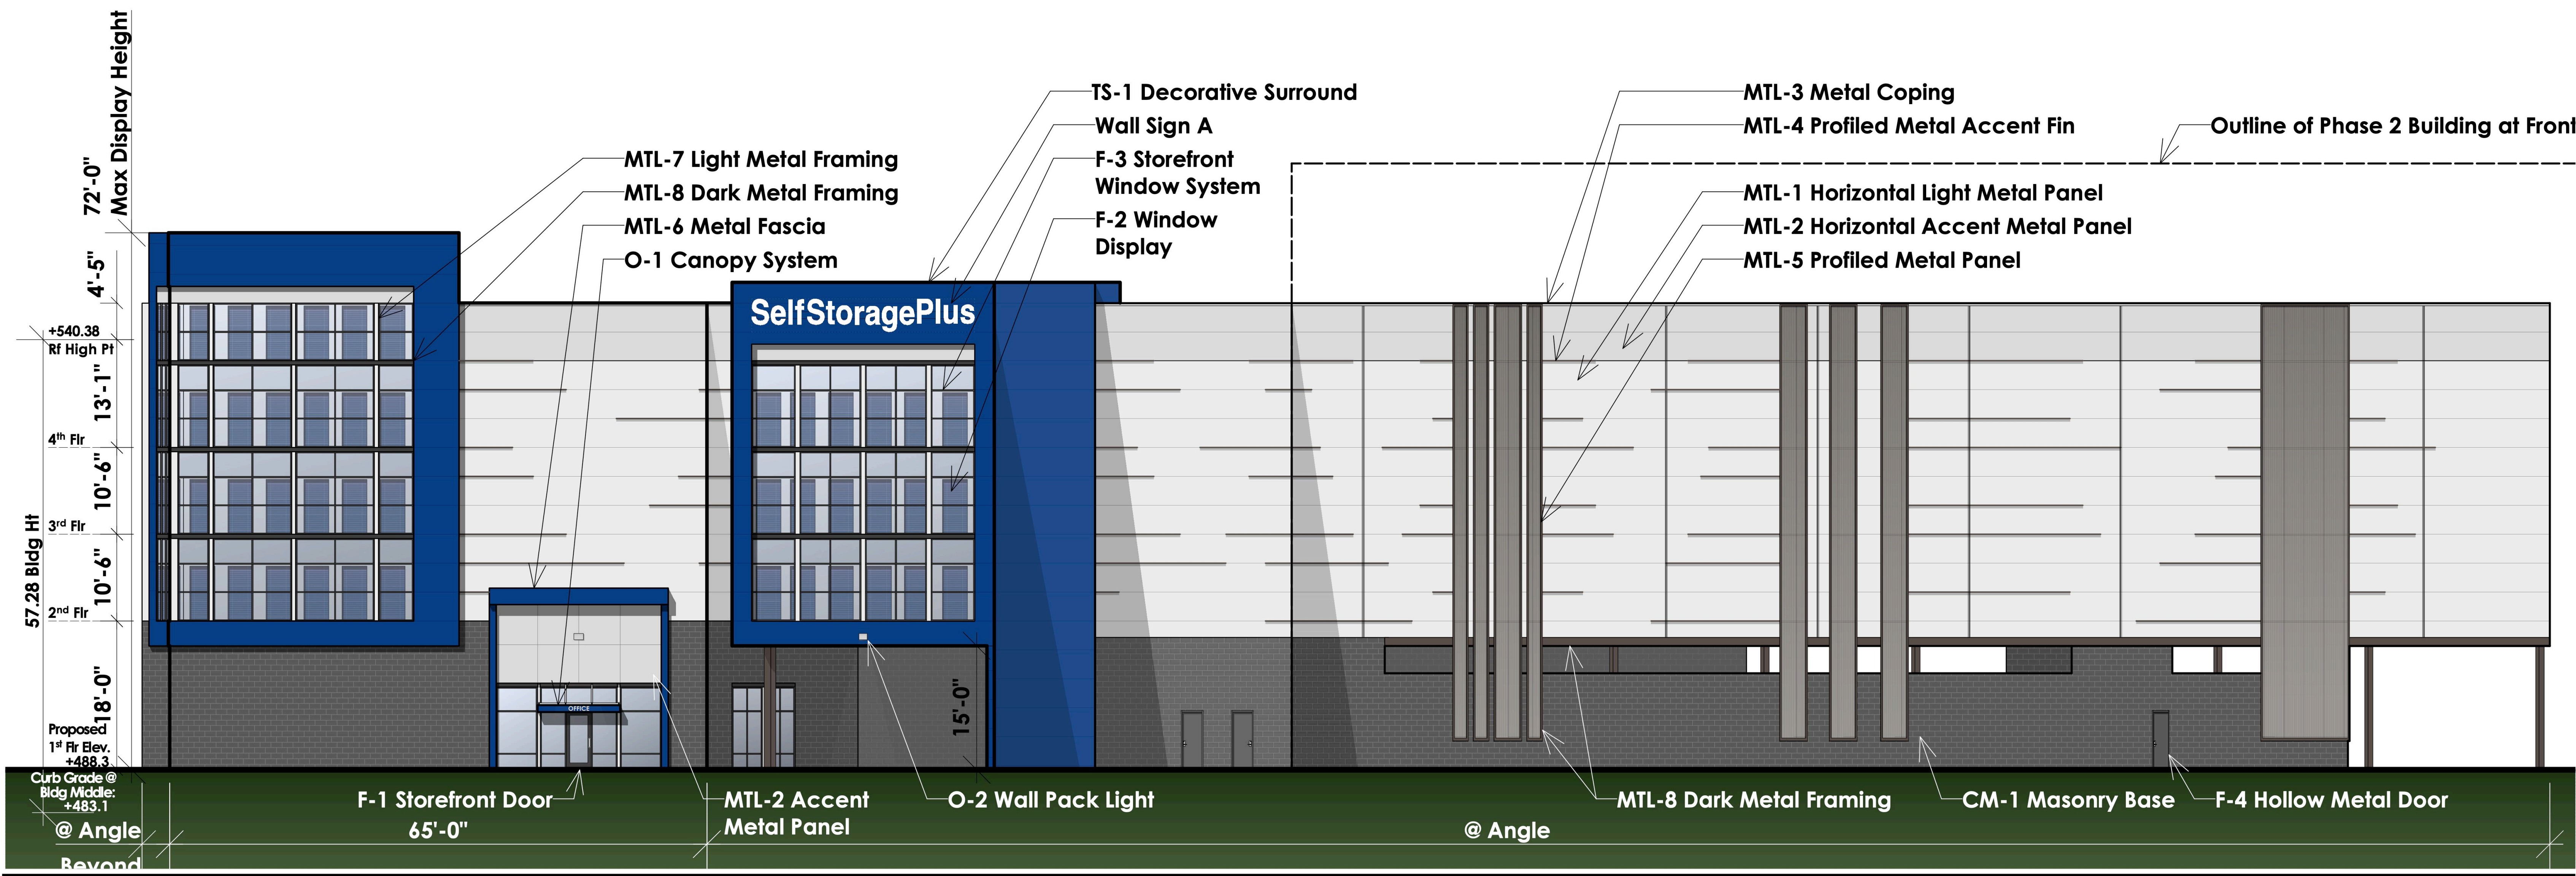 72'-0"
Max Display Height
4'-5"
+540.38
Rf High Pt
13'-1"
4th Flr
10'-6"
3rd Flr
10'-6"
2nd Flr
57.28 Bldg Ht
18'-0"
Proposed
1st Flr Elev.
+488.3
Curb Grade @
Bldg Middle:
+483.1
@ Angle
Beyond
MTL-7 Light Metal Framing
MTL-8 Dark Metal Framing
MTL-6 Metal Fascia
O-1 Canopy System
TS-1 Decorative Surround
Wall Sign A
F-3 Storefront
Window System
F-2 Window
Display
MTL-3 Metal Coping
MTL-4 Profiled Metal Accent Fin
Outline of Phase 2 Building at Front
MTL-1 Horizontal Light Metal Panel
MTL-2 Horizontal Accent Metal Panel
MTL-5 Profiled Metal Panel
SelfStoragePlus
OFFICE
15'-0"
F-1 Storefront Door
65'-0"
MTL-2 Accent
Metal Panel
O-2 Wall Pack Light
MTL-8 Dark Metal Framing
CM-1 Masonry Base
F-4 Hollow Metal Door
@ Angle